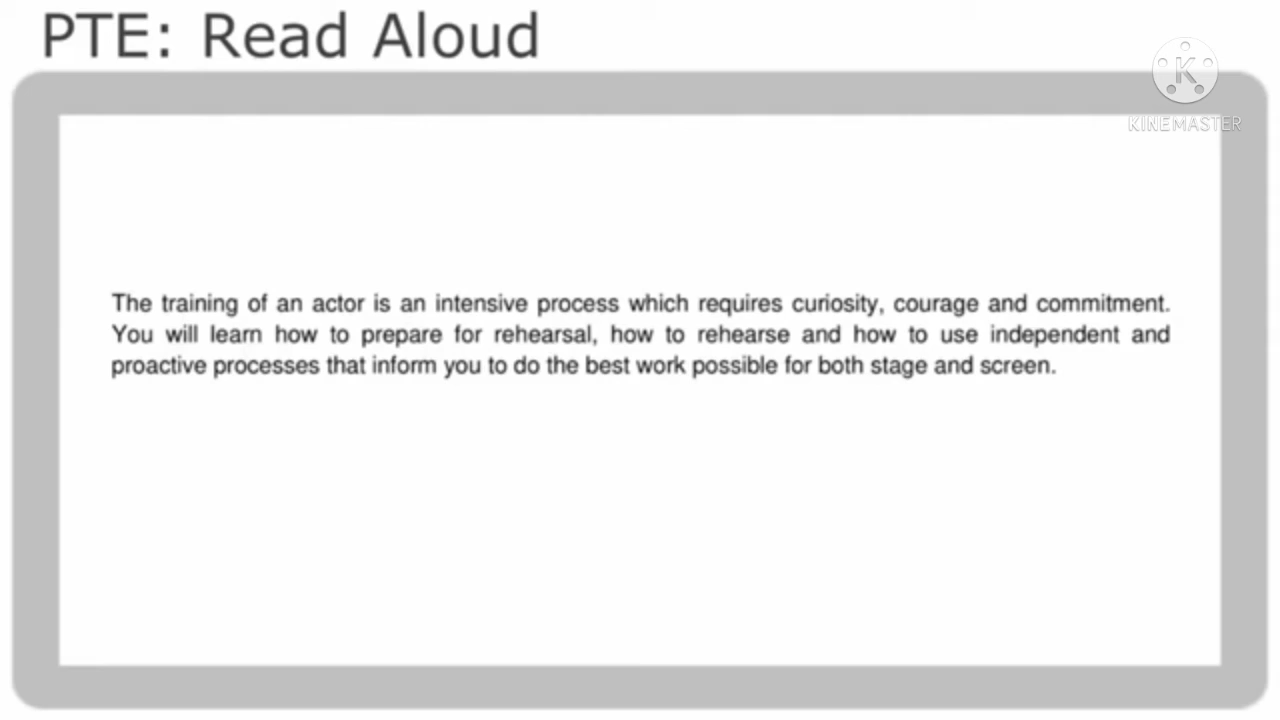 PTE: Read Aloud
K
KINEMASTER
The training of an actor is an intensive process which requires curiosity, courage and commitment.
You will learn how to prepare for rehearsal, how to rehearse and how to use independent and
proactive processes that inform you to do the best work possible for both stage and screen.